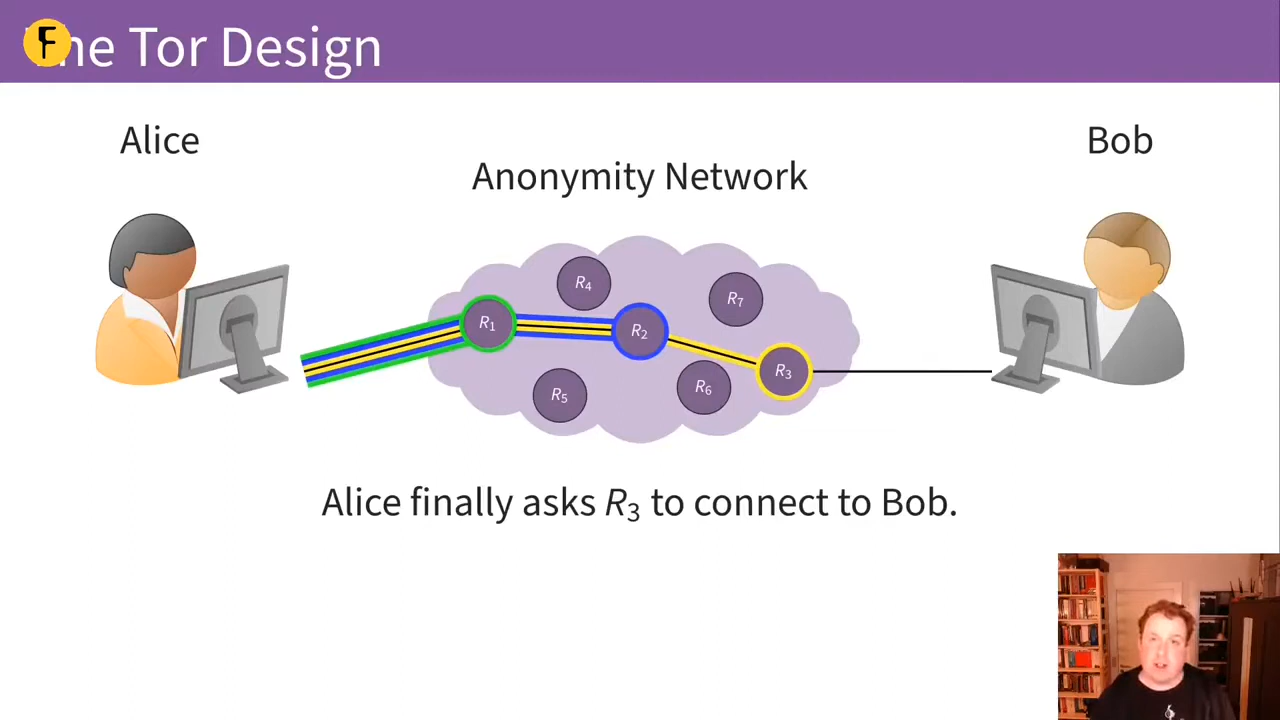 The Tor Design
Alice
Bob
Anonymity Network
R4
R7
R1
R2
R3
R6
R5
Alice finally asks R3 to connect to Bob.